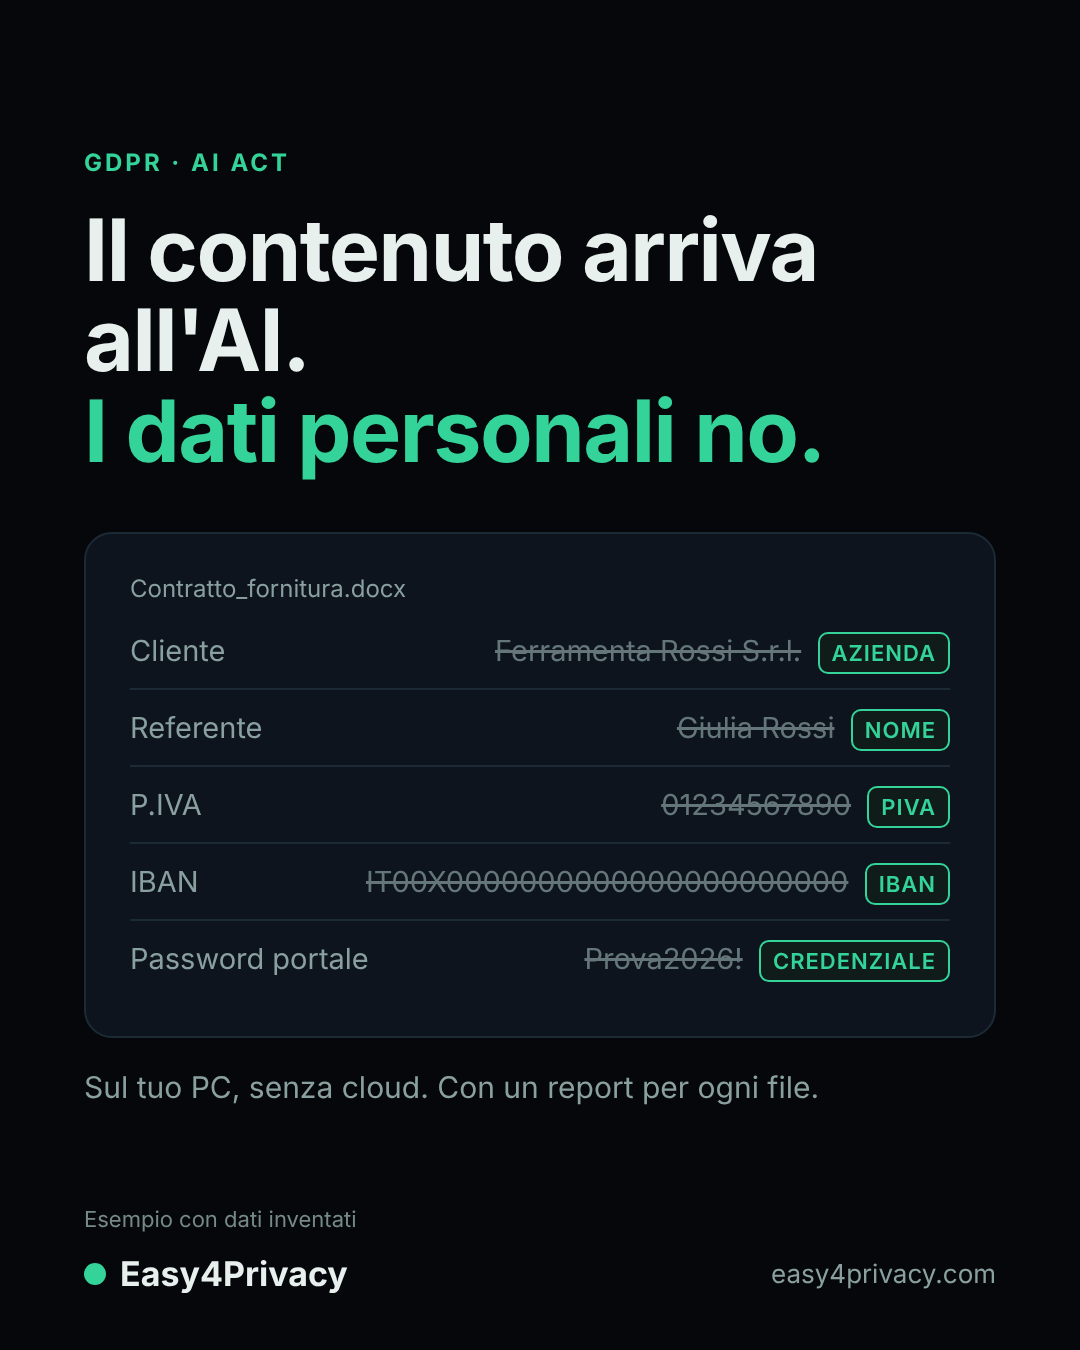 GDPR · AI ACT
Il contenuto arriva
all'AI.
I dati personali no.
Contratto_fornitura.docx
Cliente Ferramenta Rossi S.r.l. AZIENDA
Referente Giulia Rossi NOME
P.IVA 01234567890 PIVA
IBAN IT00X0000000000000000000000 IBAN
Password portale Prova2026! CREDENZIALE
Sul tuo PC, senza cloud. Con un report per ogni file.
Esempio con dati inventati
Easy4Privacy easy4privacy.com